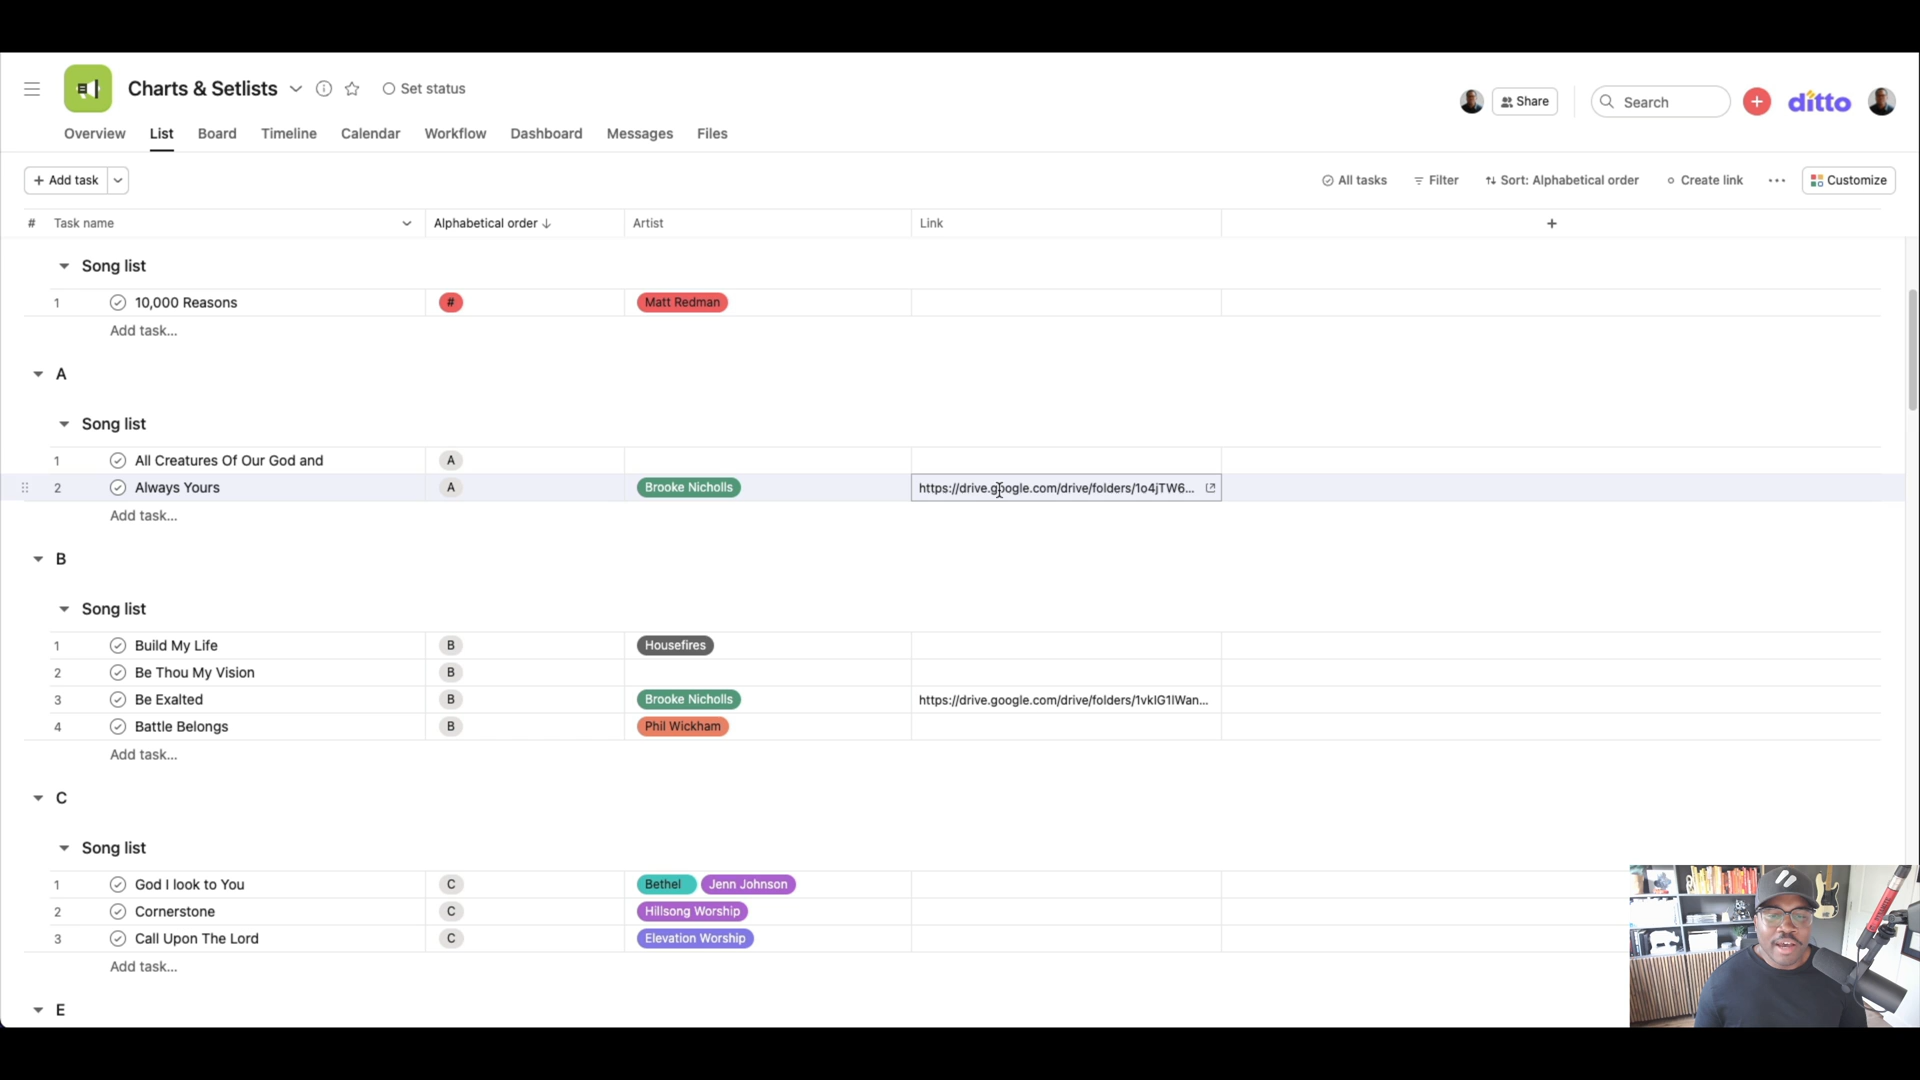 Charts & Setlists
Set status
Share
Search
ditto
Overview List Board Timeline Calendar Workflow Dashboard Messages Files
+ Add task
All tasks Filter Sort: Alphabetical order Create link ... Customize
# Task name Alphabetical order ↓ Artist Link +
Song list
1 10,000 Reasons # Matt Redman
Add task...
A
Song list
1 All Creatures Of Our God and A
2 Always Yours A Brooke Nicholls https://drive.google.com/drive/folders/1o4jTW6...
Add task...
B
Song list
1 Build My Life B Housefires
2 Be Thou My Vision B
3 Be Exalted B Brooke Nicholls https://drive.google.com/drive/folders/1vkIG1IWan...
4 Battle Belongs B Phil Wickham
Add task...
C
Song list
1 God I look to You C Bethel Jenn Johnson
2 Cornerstone C Hillsong Worship
3 Call Upon The Lord C Elevation Worship
Add task...
E